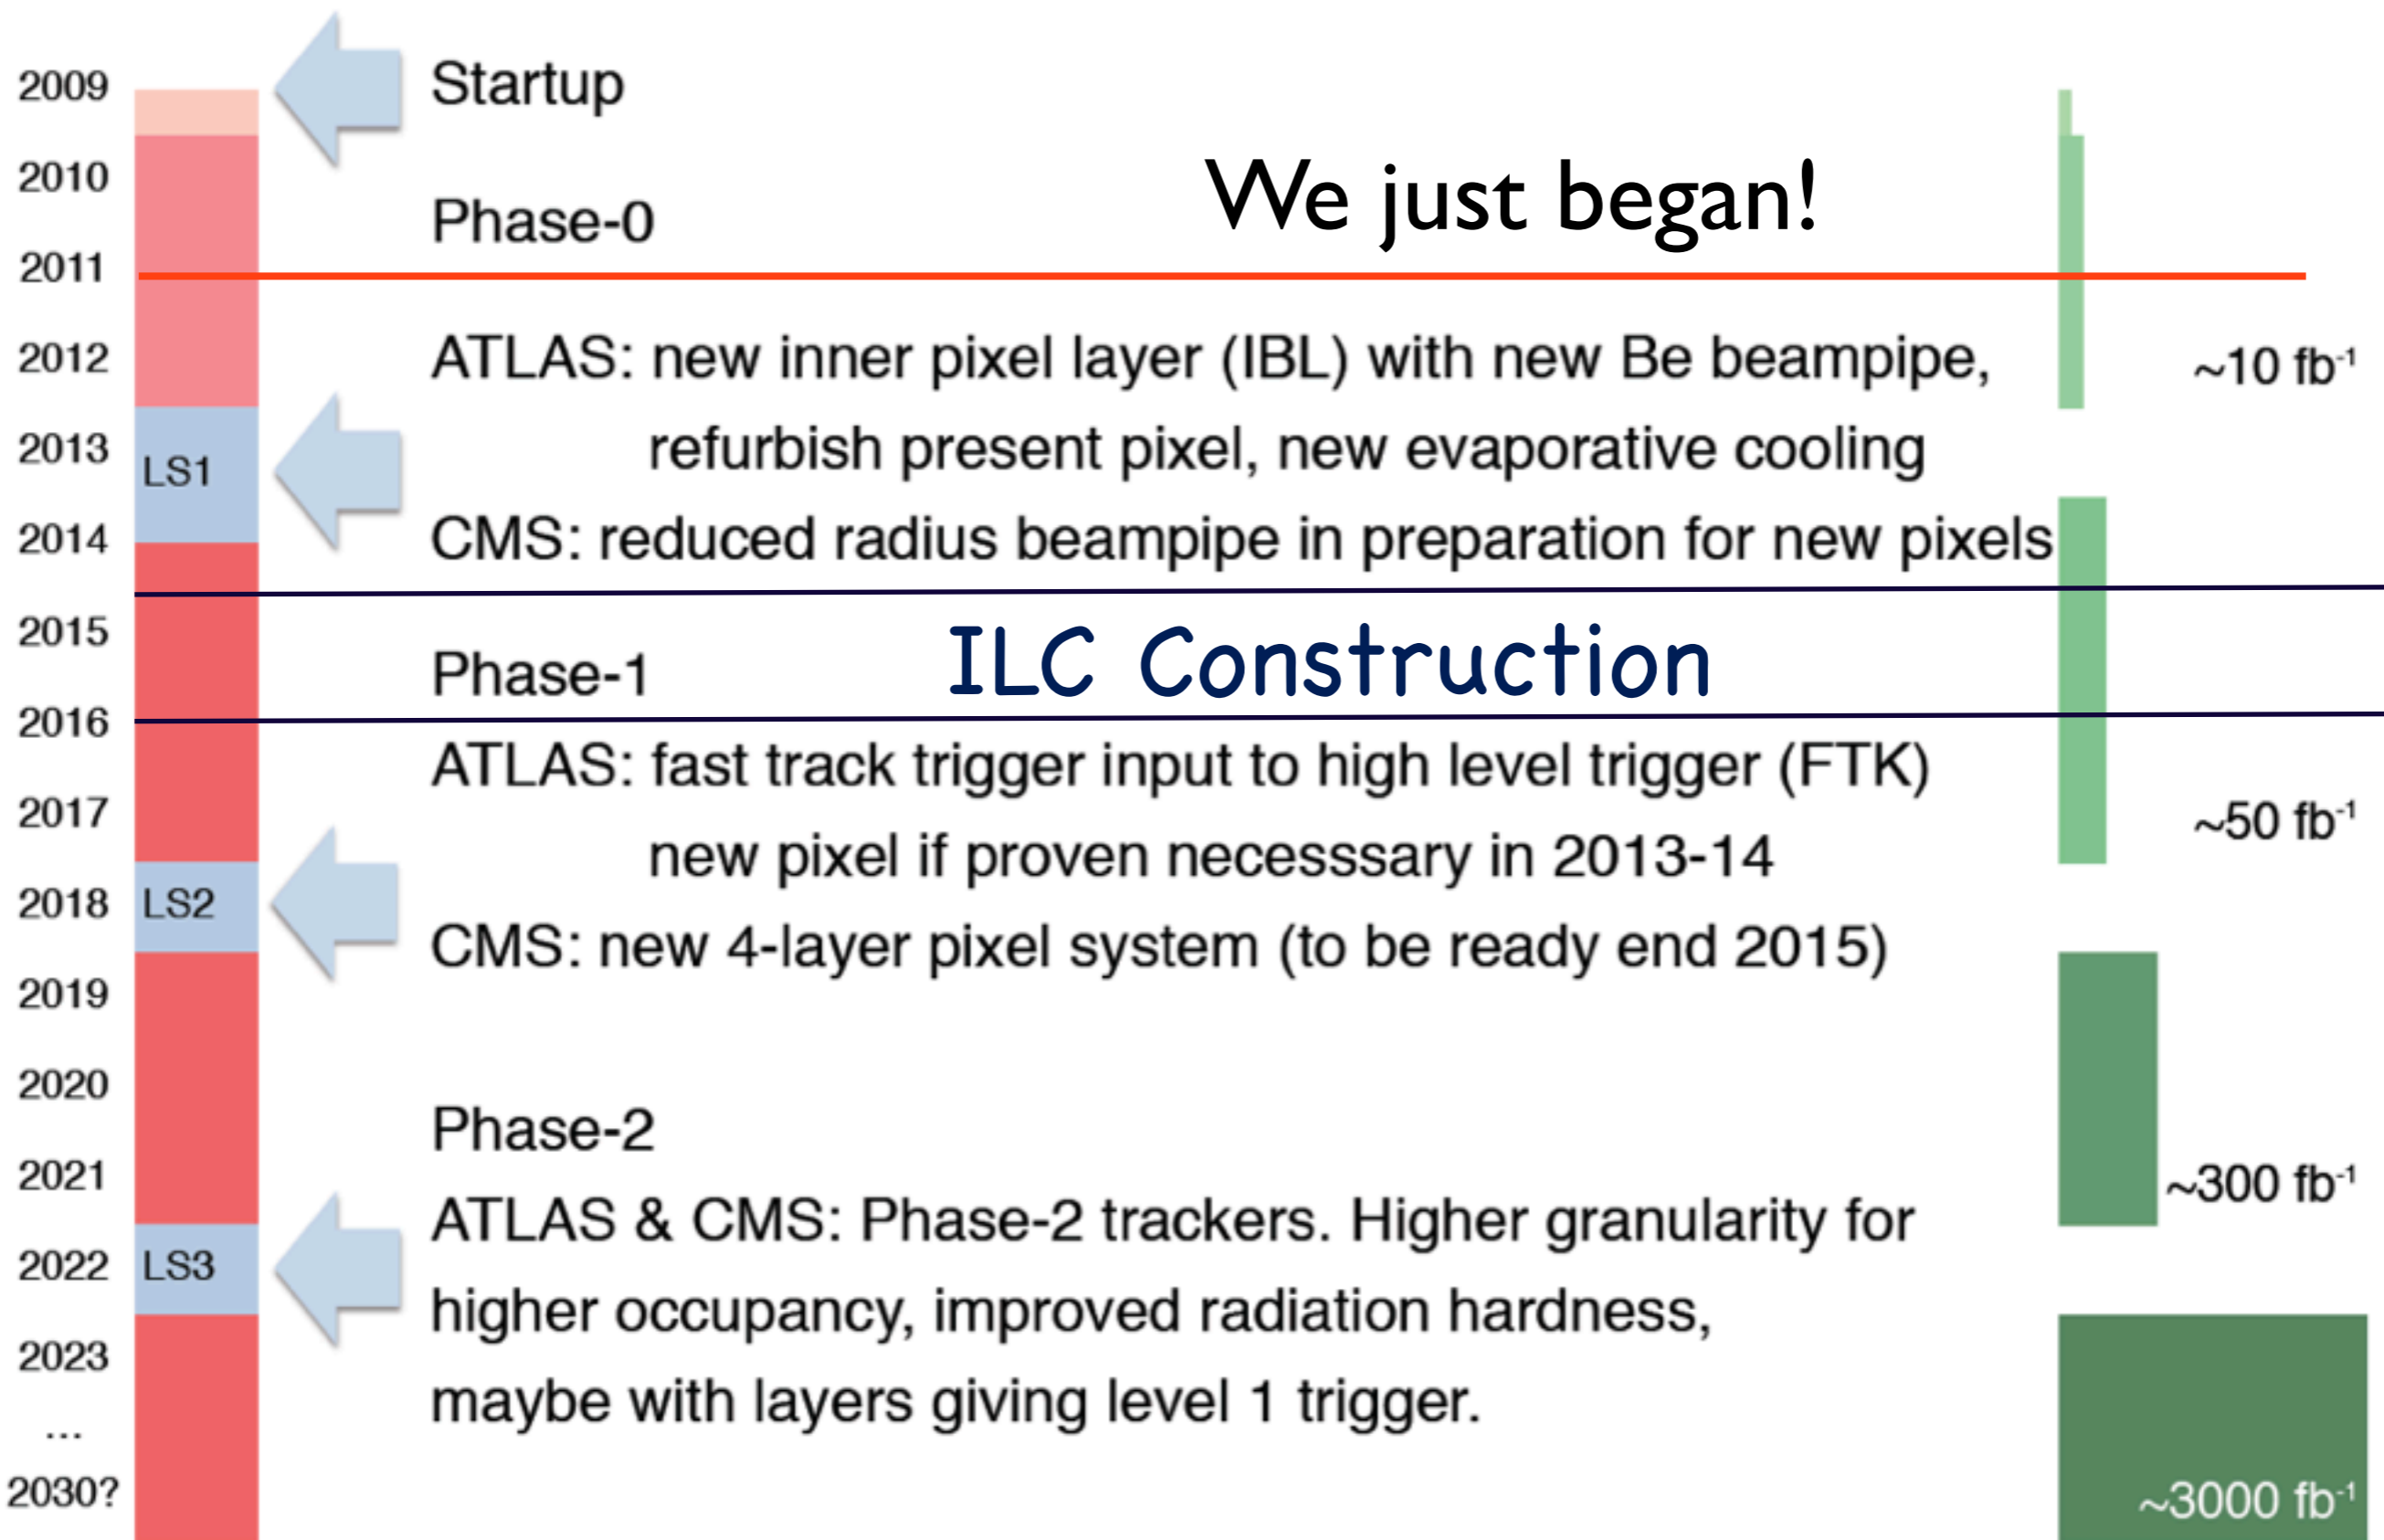 2009
Startup
2010
We just began!
Phase-0
2011
2012
ATLAS: new inner pixel layer (IBL) with new Be beampipe,
~10 fb⁻¹
2013
refurbish present pixel, new evaporative cooling
LS1
2014
CMS: reduced radius beampipe in preparation for new pixels
2015
ILC Construction
Phase-1
2016
ATLAS: fast track trigger input to high level trigger (FTK)
2017
~50 fb⁻¹
new pixel if proven necesssary in 2013-14
2018
LS2
CMS: new 4-layer pixel system (to be ready end 2015)
2019
2020
Phase-2
2021
~300 fb⁻¹
ATLAS & CMS: Phase-2 trackers. Higher granularity for
2022
LS3
higher occupancy, improved radiation hardness,
2023
maybe with layers giving level 1 trigger.
...
2030?
~3000 fb⁻¹